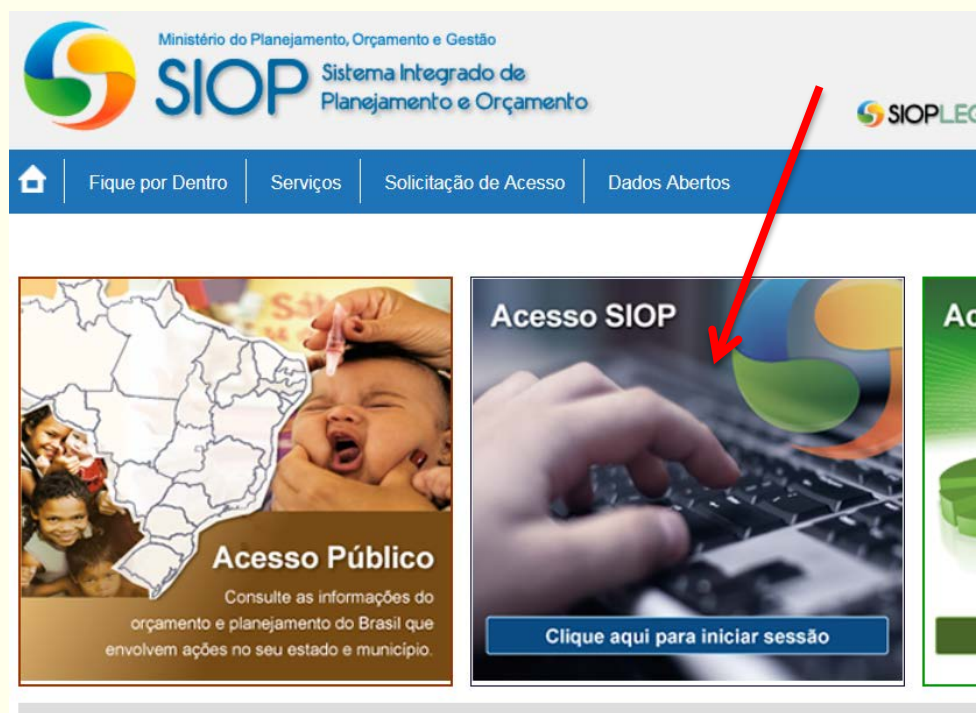 Ministério do Planejamento, Orçamento e Gestão
SIOP Sistema Integrado de
Planejamento e Orçamento
SIOPLEG
Fique por Dentro Serviços Solicitação de Acesso Dados Abertos
Acesso Público
Consulte as informações do
orçamento e planejamento do Brasil que
envolvem ações no seu estado e município.
Acesso SIOP
Clique aqui para iniciar sessão
Ac